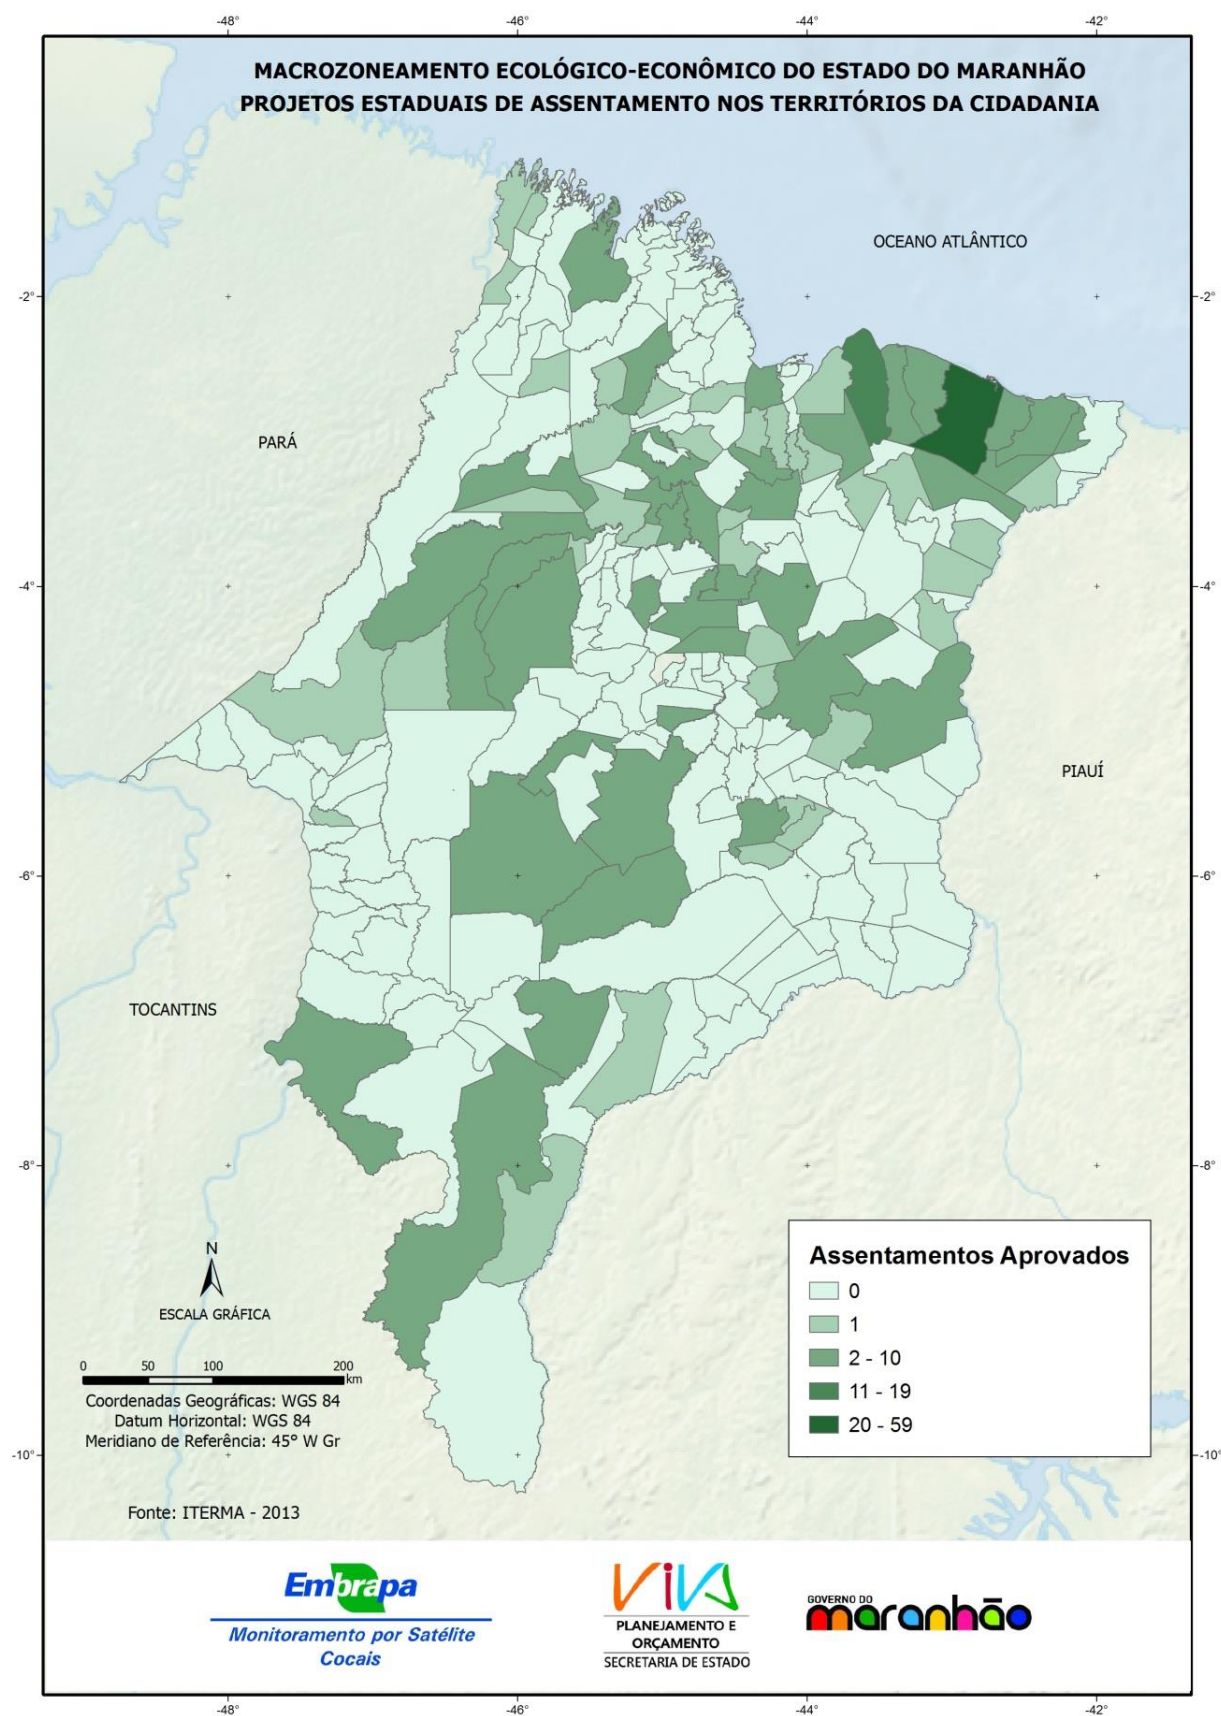 -48°
-46°
-44°
-42°
MACROZONEAMENTO ECOLÓGICO-ECONÔMICO DO ESTADO DO MARANHÃO
PROJETOS ESTADUAIS DE ASSENTAMENTO NOS TERRITÓRIOS DA CIDADANIA
OCEANO ATLÂNTICO
-2°
-2°
PARÁ
-4°
-4°
PIAUÍ
-6°
-6°
TOCANTINS
-8°
-8°
N
ESCALA GRÁFICA
0 50 100 200
km
Coordenadas Geográficas: WGS 84
Datum Horizontal: WGS 84
Meridiano de Referência: 45° W Gr
Assentamentos Aprovados
0
1
2 - 10
11 - 19
20 - 59
-10°
-10°
Fonte: ITERMA - 2013
Embrapa
Monitoramento por Satélite
Cocais
VIVA
PLANEJAMENTO E
ORÇAMENTO
SECRETARIA DE ESTADO
GOVERNO DO
maranhão
-48°
-46°
-44°
-42°